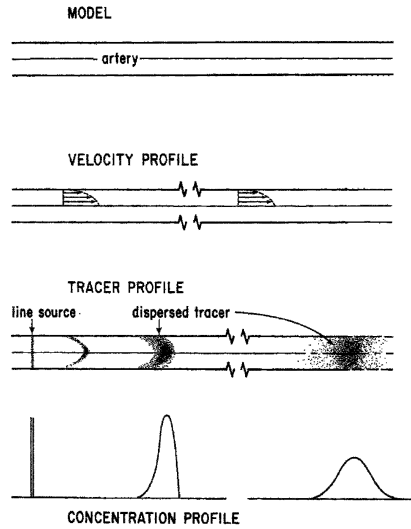 MODEL
artery
VELOCITY PROFILE
TRACER PROFILE
line source
dispersed tracer
CONCENTRATION PROFILE